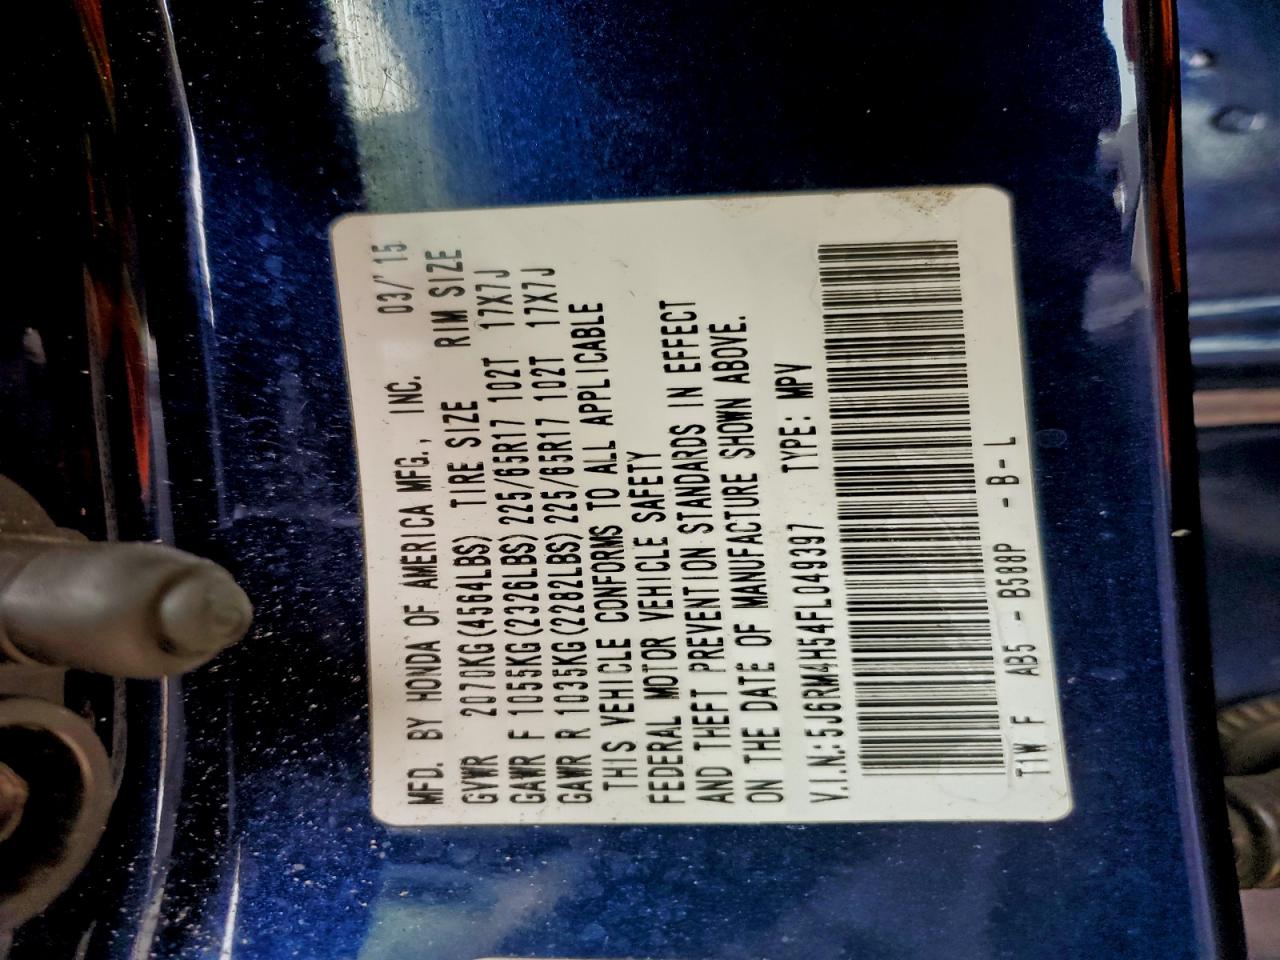 MFD. BY HONDA OF AMERICA MFG., INC. 03/'15
GVWR 2070KG(4564LBS) TIRE SIZE RIM SIZE
GAWR F 1055KG(2326LBS) 225/65R17 102T 17X7J
GAWR R 1035KG(2282LBS) 225/65R17 102T 17X7J
THIS VEHICLE CONFORMS TO ALL APPLICABLE
FEDERAL MOTOR VEHICLE SAFETY
AND THEFT PREVENTION STANDARDS IN EFFECT
ON THE DATE OF MANUFACTURE SHOWN ABOVE.
V.I.N.:5J6RM4H54FL049397 TYPE: MPV
T1W F AB5 - B588P - B - L